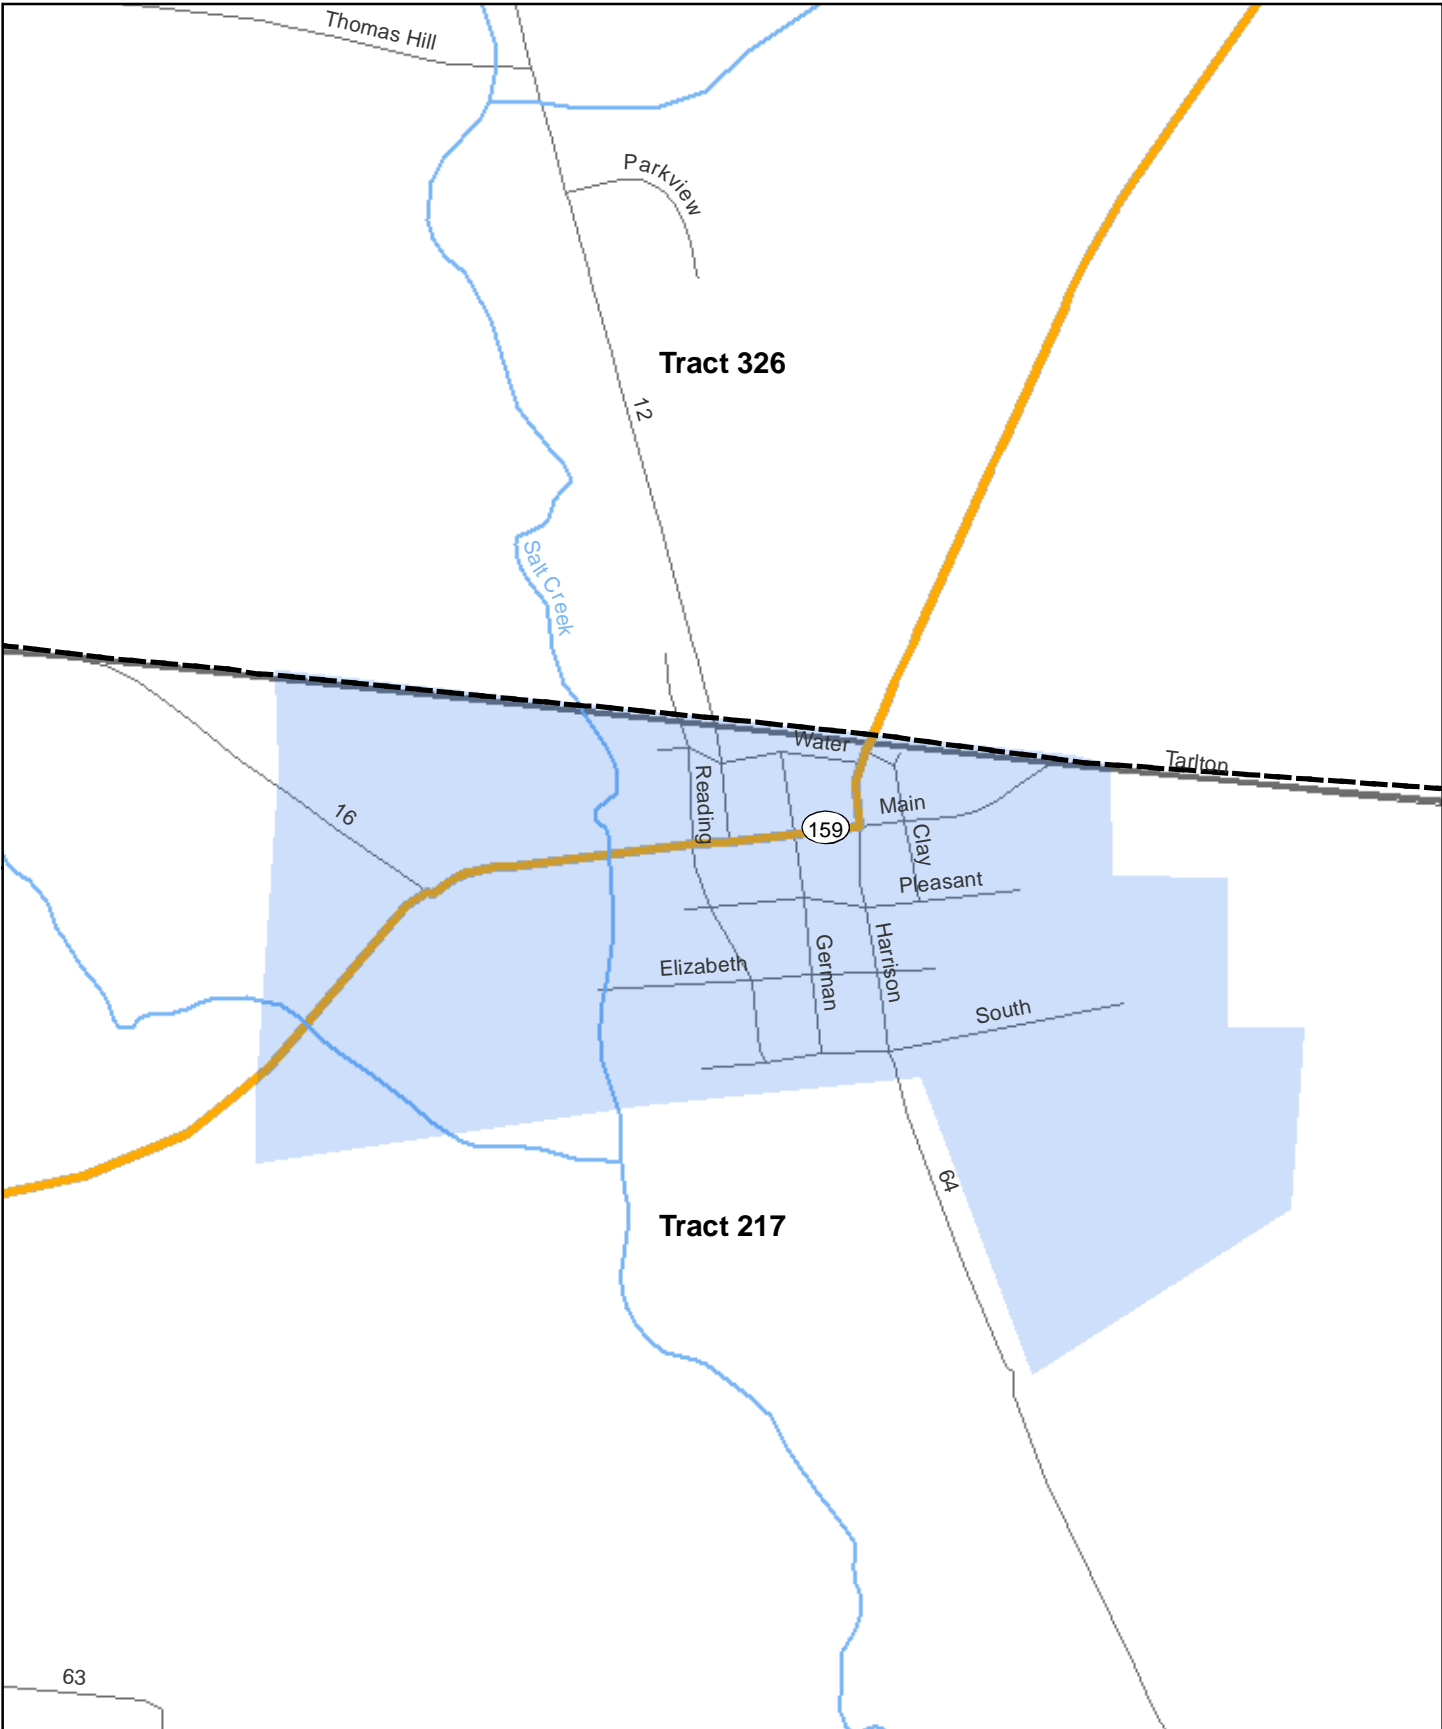 Thomas Hill
Parkview
Tract 326
12
Salt Creek
Water
Tarlton
Reading
16
Main
159
Clay
Pleasant
German
Harrison
Elizabeth
South
64
Tract 217
63